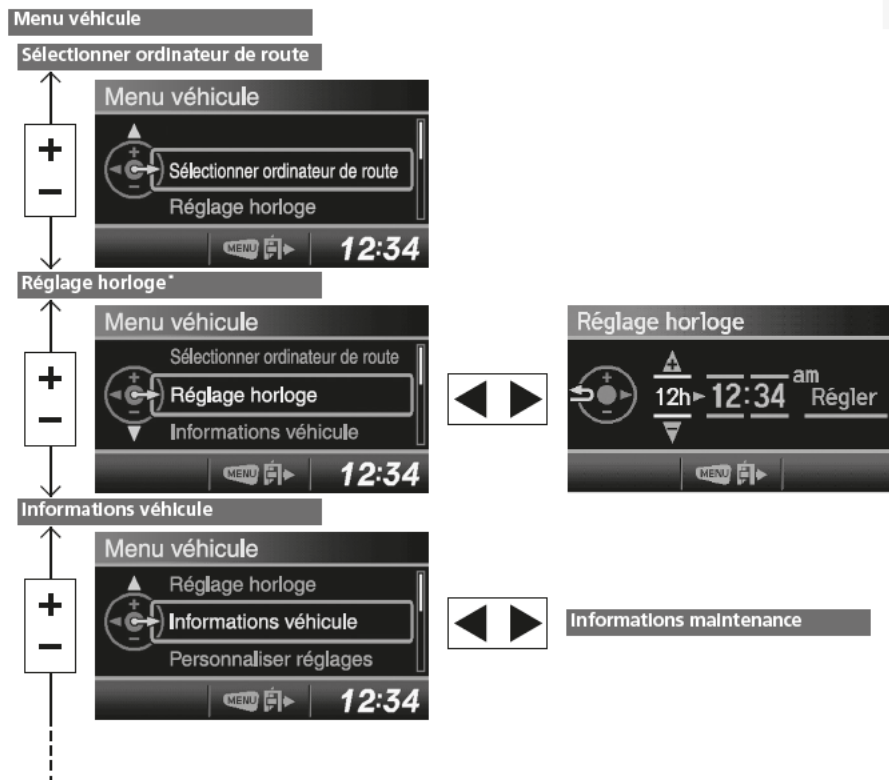 Menu véhicule
Sélectionner ordinateur de route
+
−
Menu véhicule
+
−
Sélectionner ordinateur de route
Réglage horloge
MENU
12:34
Réglage horloge*
+
−
Menu véhicule
Sélectionner ordinateur de route
+
−
Réglage horloge
Informations véhicule
MENU
12:34
Réglage horloge
+
−
+
12h 12:34 am Régler
−
MENU
Informations véhicule
+
−
Menu véhicule
Réglage horloge
+
−
Informations véhicule
Personnaliser réglages
MENU
12:34
Informations maintenance